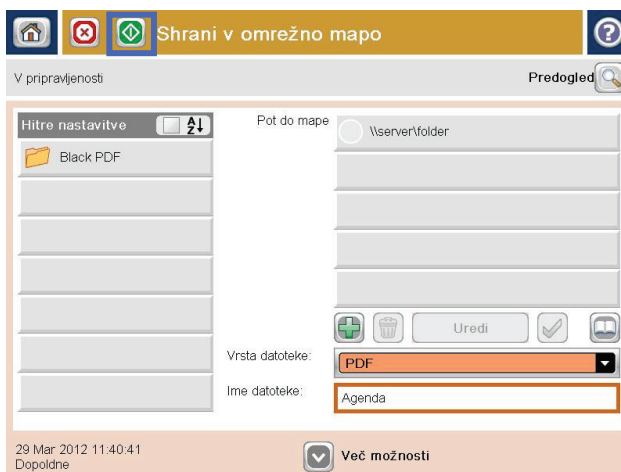 Shrani v omrežno mapo
V pripravljenosti
Predogled
Hitre nastavitve
A
Z
Black PDF
Pot do mape
\\server\folder
Uredi
Vrsta datoteke:
PDF
Ime datoteke:
Agenda
29 Mar 2012 11:40:41
Dopoldne
Več možnosti